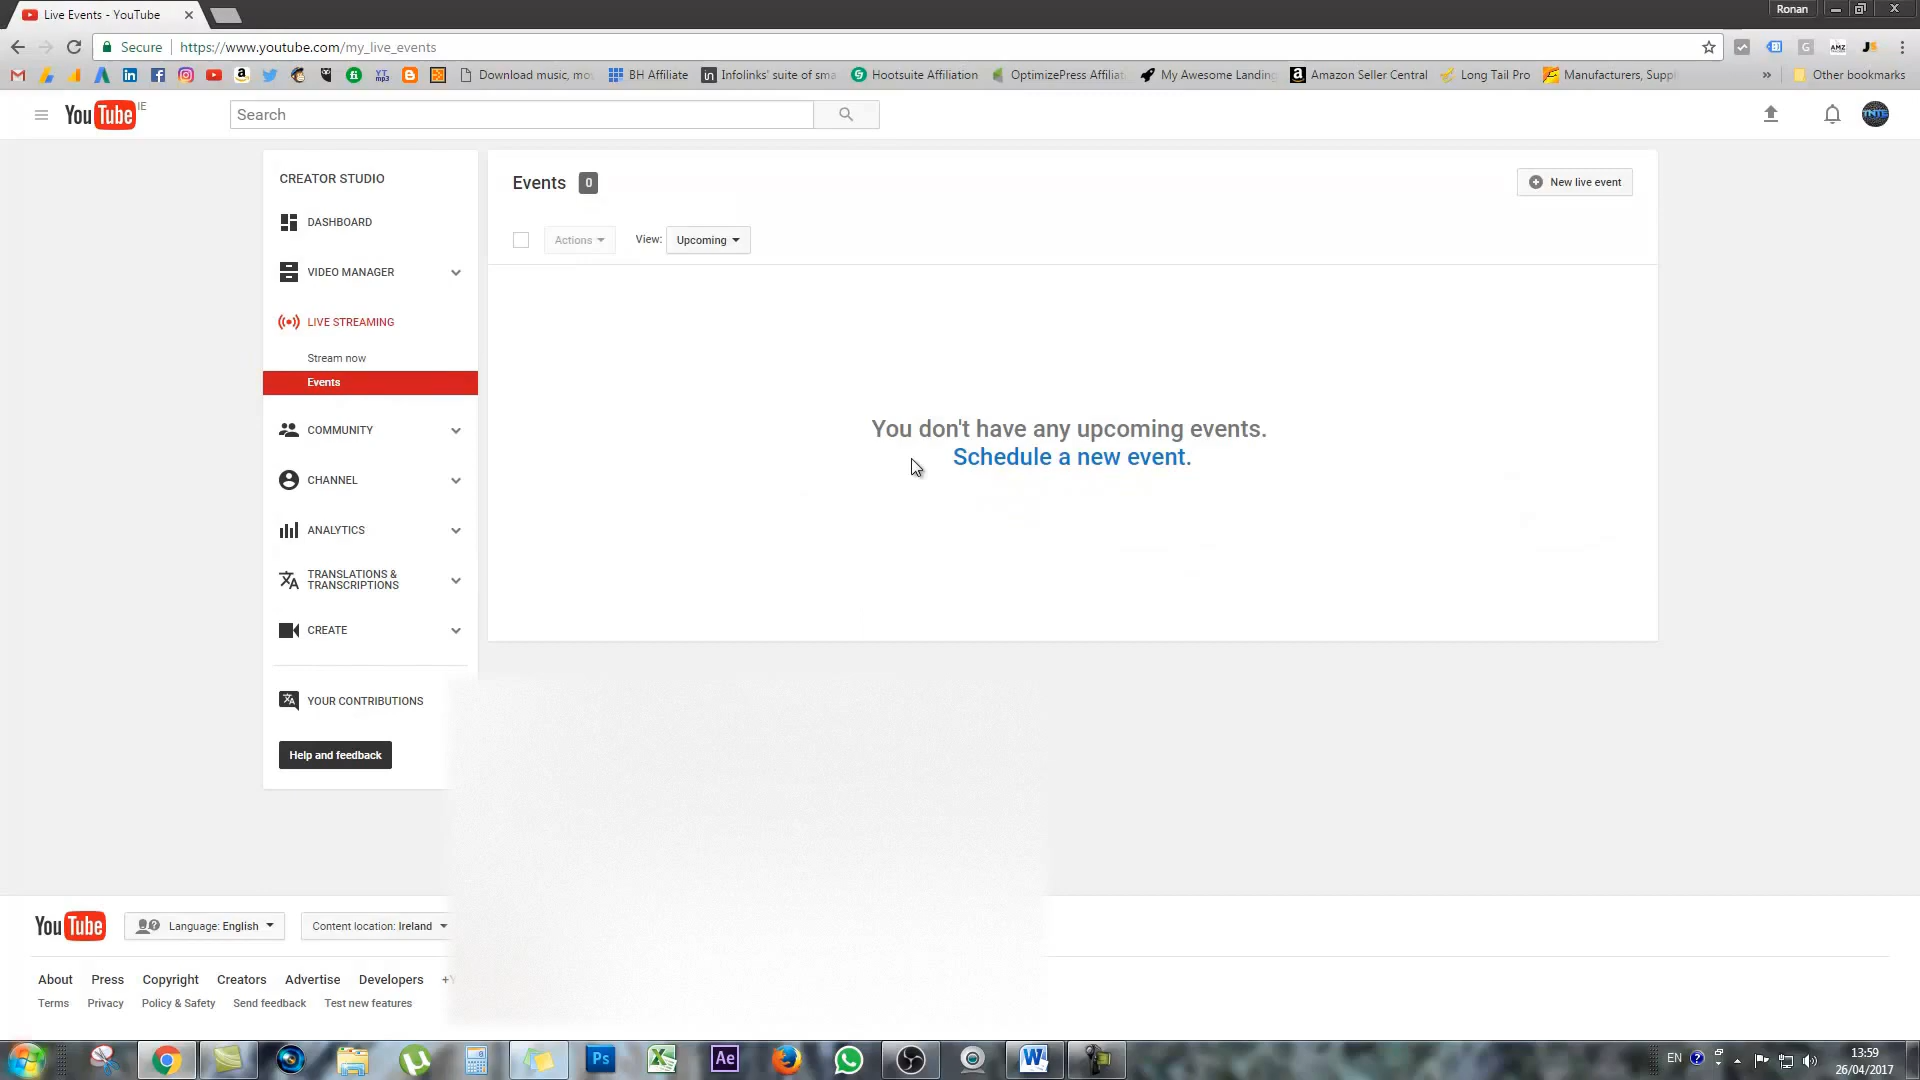 Live Events - YouTube
Ronan
Secure
https://www.youtube.com/my_live_events
Download music, mo
BH Affiliate
Infolinks' suite of sma
Hootsuite Affiliation
OptimizePress Affiliat
My Awesome Landing
Amazon Seller Central
Long Tail Pro
Manufacturers, Suppl
Other bookmarks
YouTube IE
Search
CREATOR STUDIO
DASHBOARD
VIDEO MANAGER
LIVE STREAMING
Stream now
Events
COMMUNITY
CHANNEL
ANALYTICS
TRANSLATIONS &
TRANSCRIPTIONS
CREATE
YOUR CONTRIBUTIONS
Help and feedback
Events 0
New live event
Actions
View: Upcoming
You don't have any upcoming events.
Schedule a new event.
YouTube
Language: English
Content location: Ireland
About Press Copyright Creators Advertise Developers
Terms Privacy Policy & Safety Send feedback Test new features
Ps
Ae
EN
13:59
26/04/2017